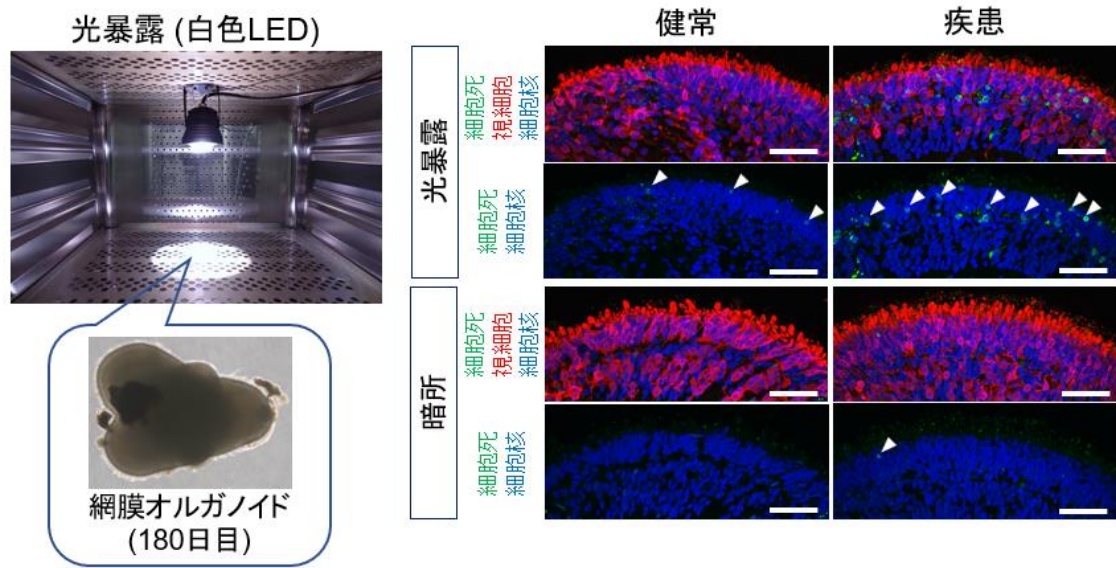 光暴露 (白色LED)
網膜オルガノイド
(180日目)
健常
疾患
光暴露
細胞死
視細胞
細胞核
細胞死
細胞核
暗所
細胞死
視細胞
細胞核
細胞死
細胞核